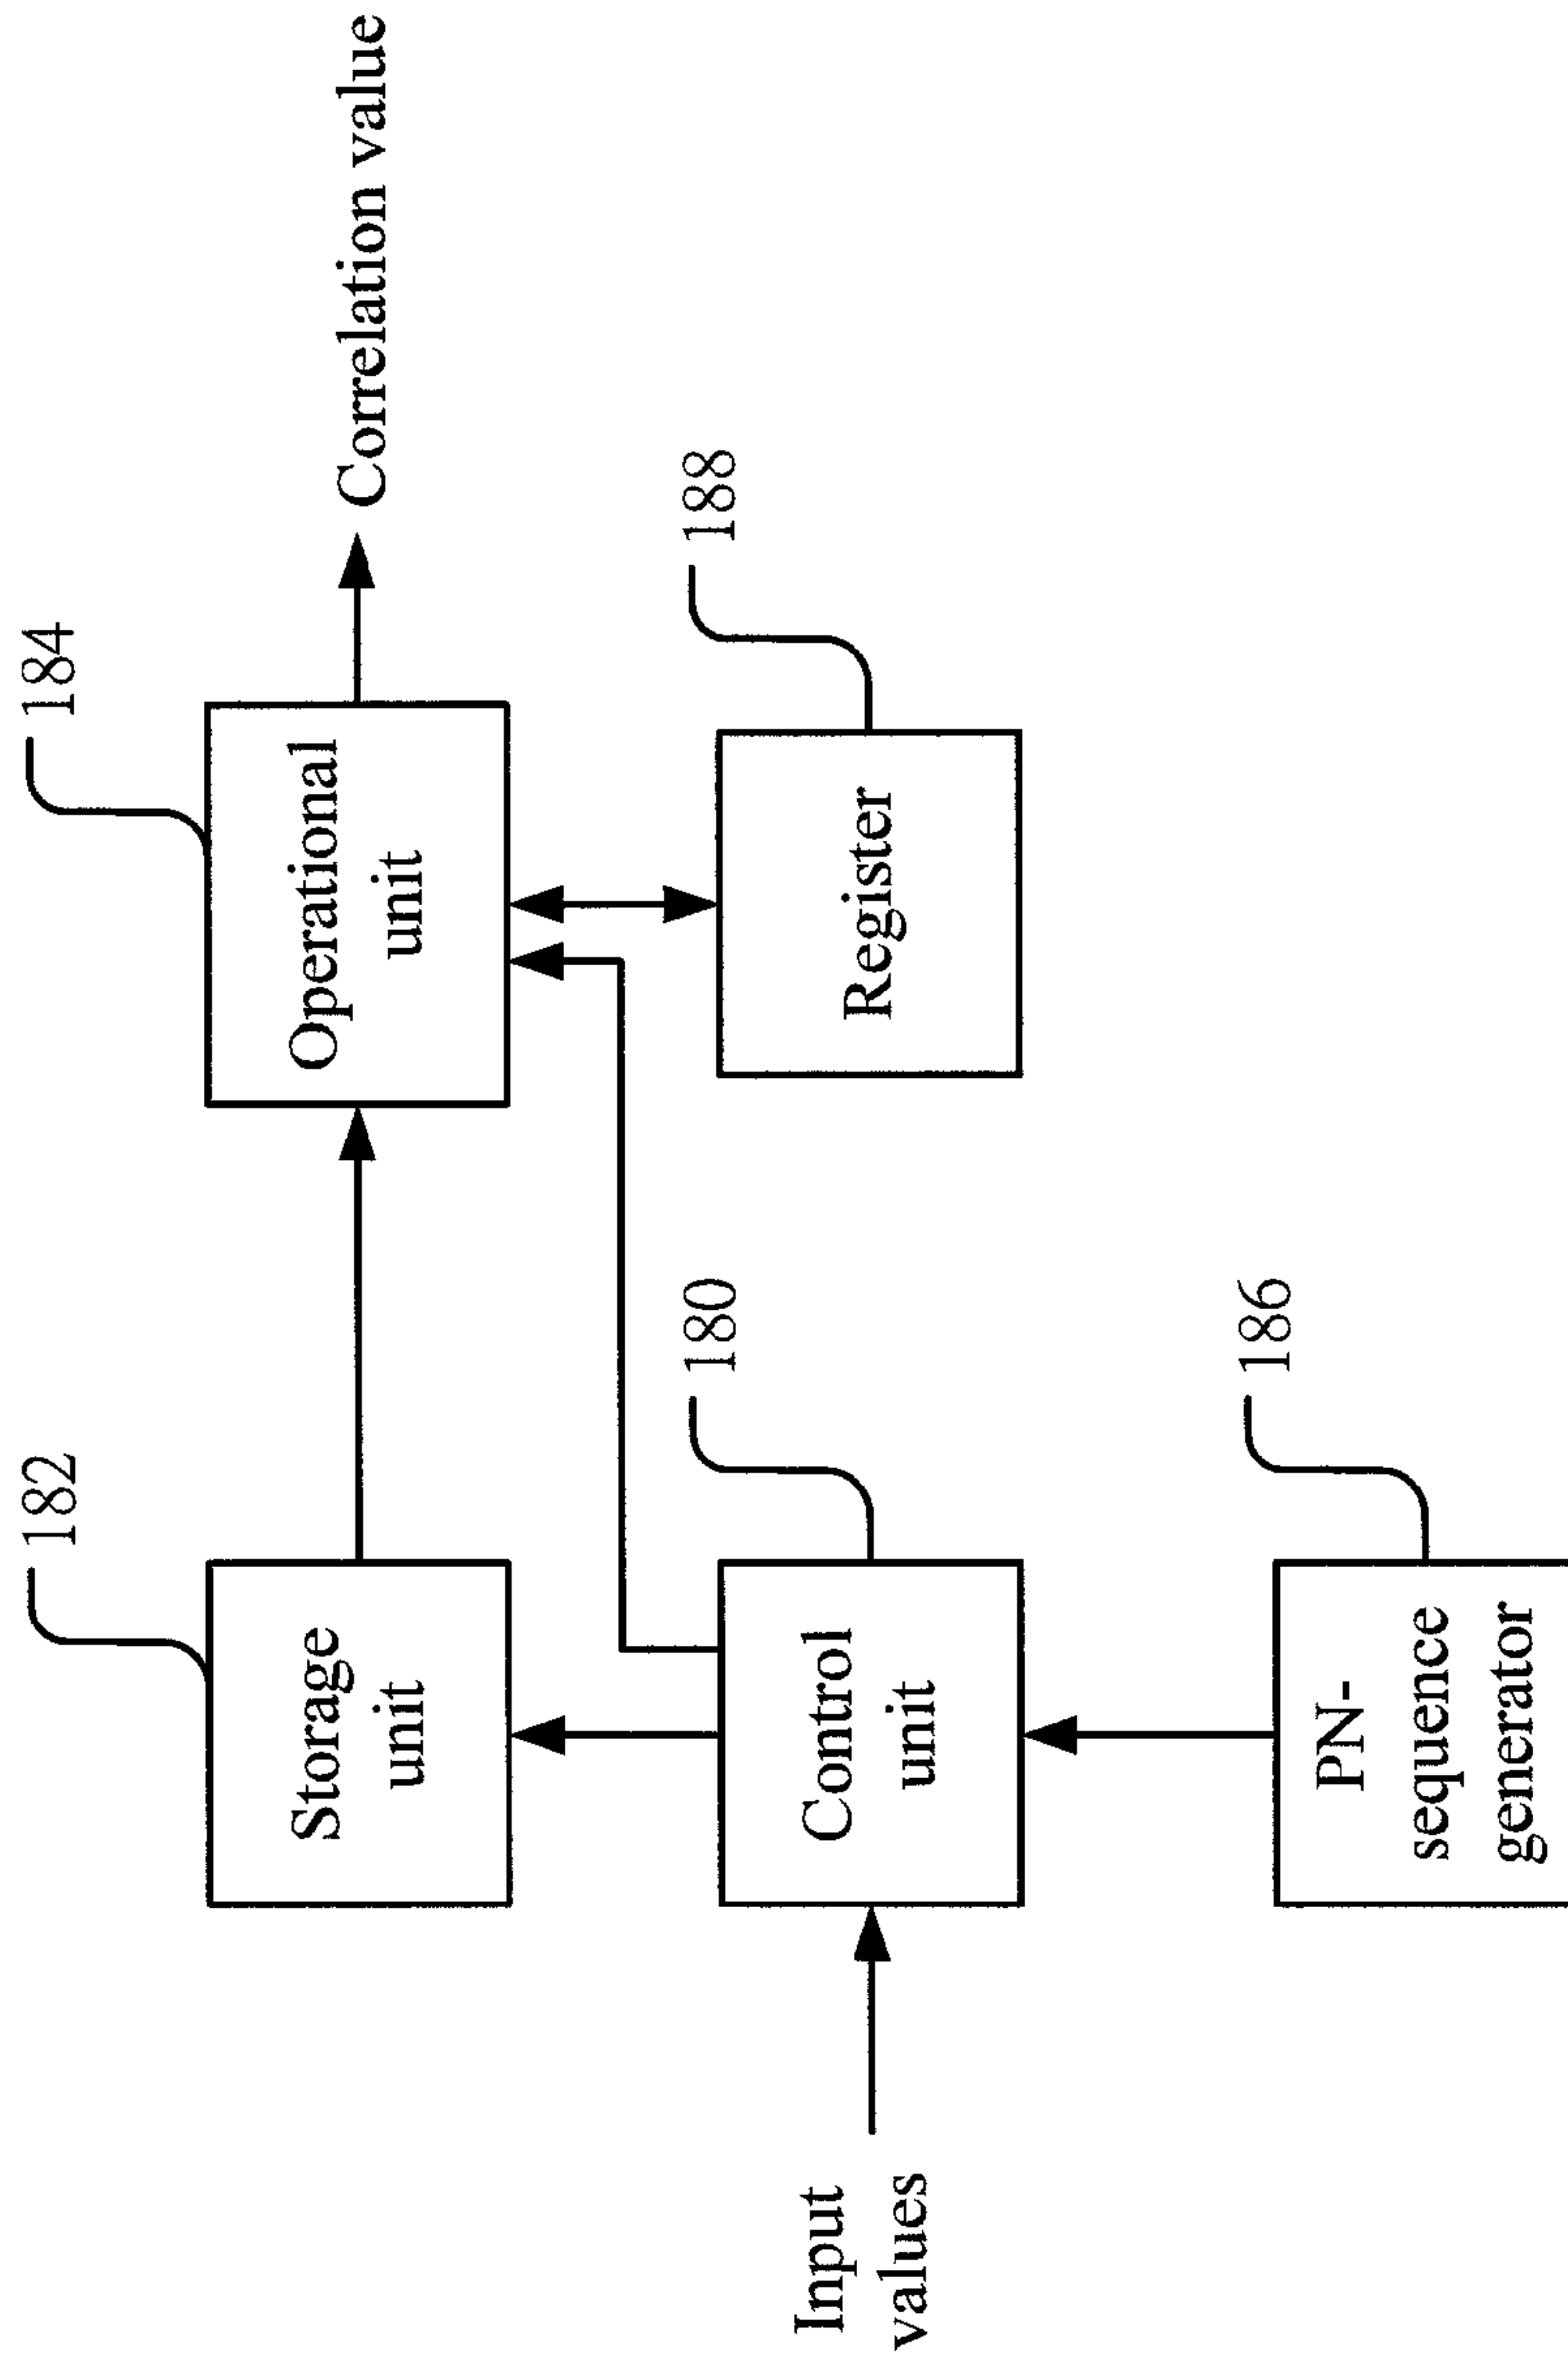 182
184
Storage
unit
Operational
unit
Correlation value
180
188
Input
values
Control
unit
Register
186
PN-
sequence
generator